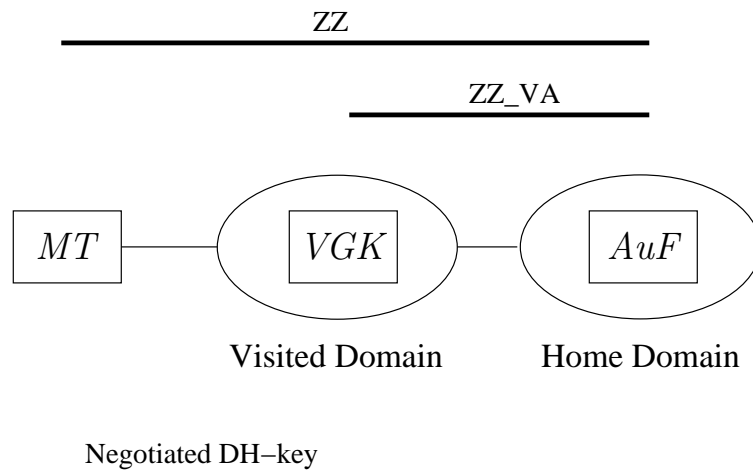 ZZ
ZZ_VA
MT VGK AuF
Visited Domain Home Domain
Negotiated DH–key